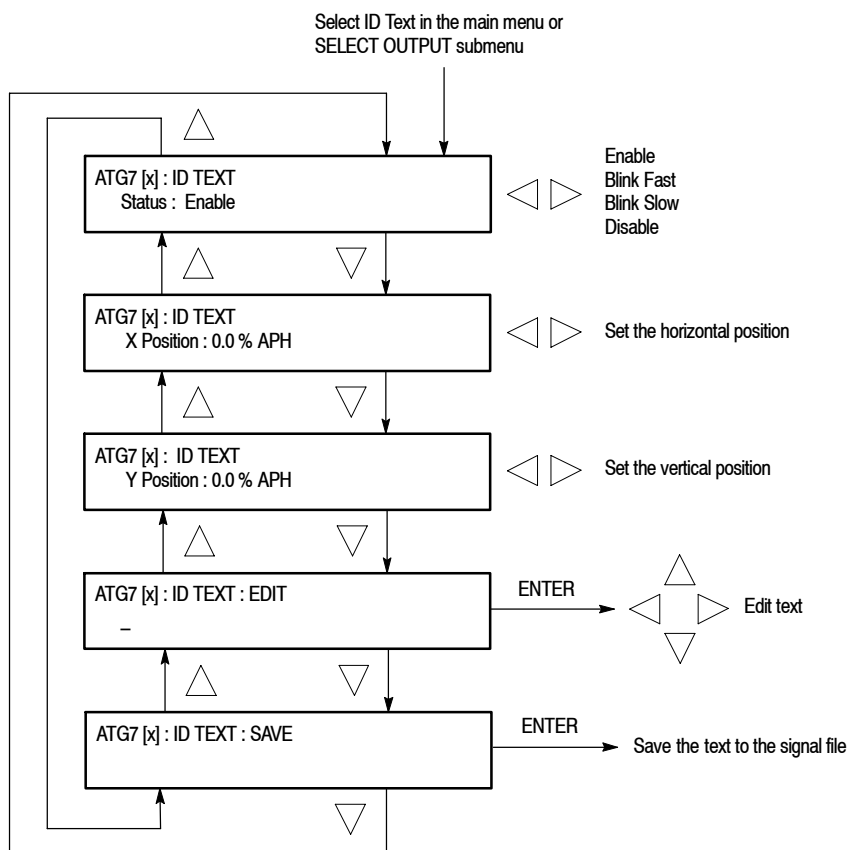 Select ID Text in the main menu or
SELECT OUTPUT submenu
ATG7 [x] : ID TEXT
Status : Enable
Enable
Blink Fast
Blink Slow
Disable
ATG7 [x] : ID TEXT
X Position : 0.0 % APH
Set the horizontal position
ATG7 [x] : ID TEXT
Y Position : 0.0 % APH
Set the vertical position
ATG7 [x] : ID TEXT : EDIT
_
ENTER
Edit text
ATG7 [x] : ID TEXT : SAVE
ENTER
Save the text to the signal file